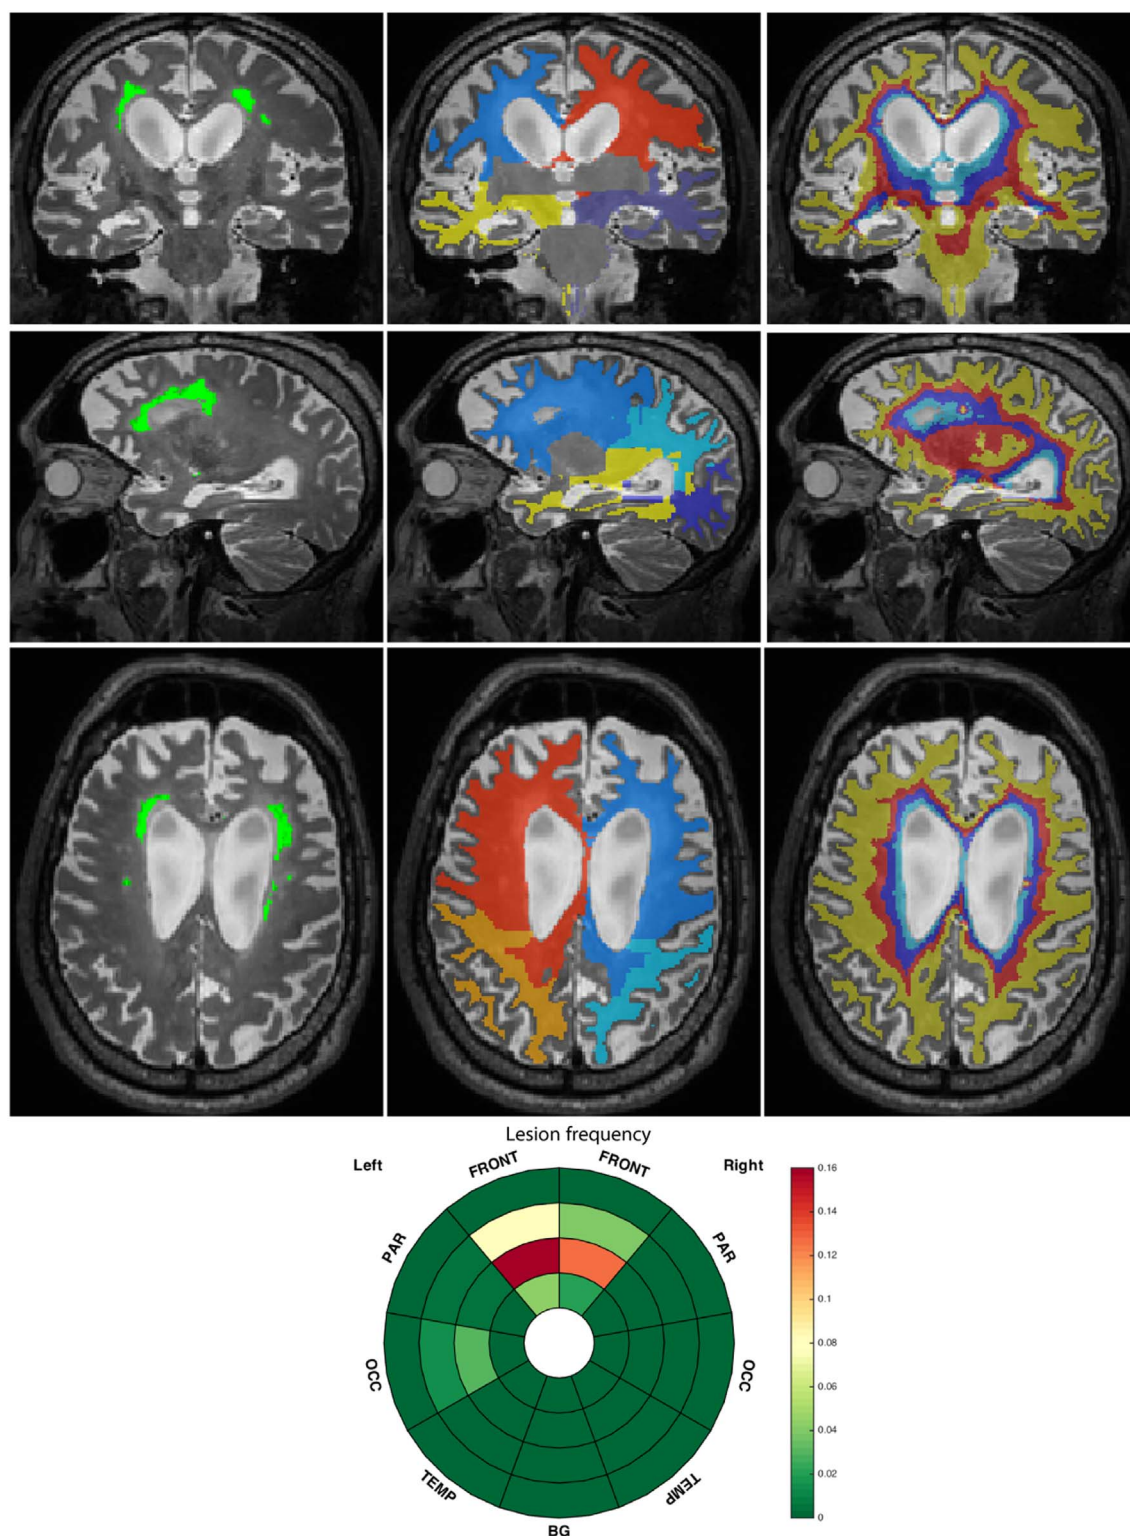 Lesion frequency
Left
FRONT
FRONT
Right
PAR
PAR
OCC
OCC
TEMP
TEMP
BG
0.16
0.14
0.12
0.1
0.08
0.06
0.04
0.02
0